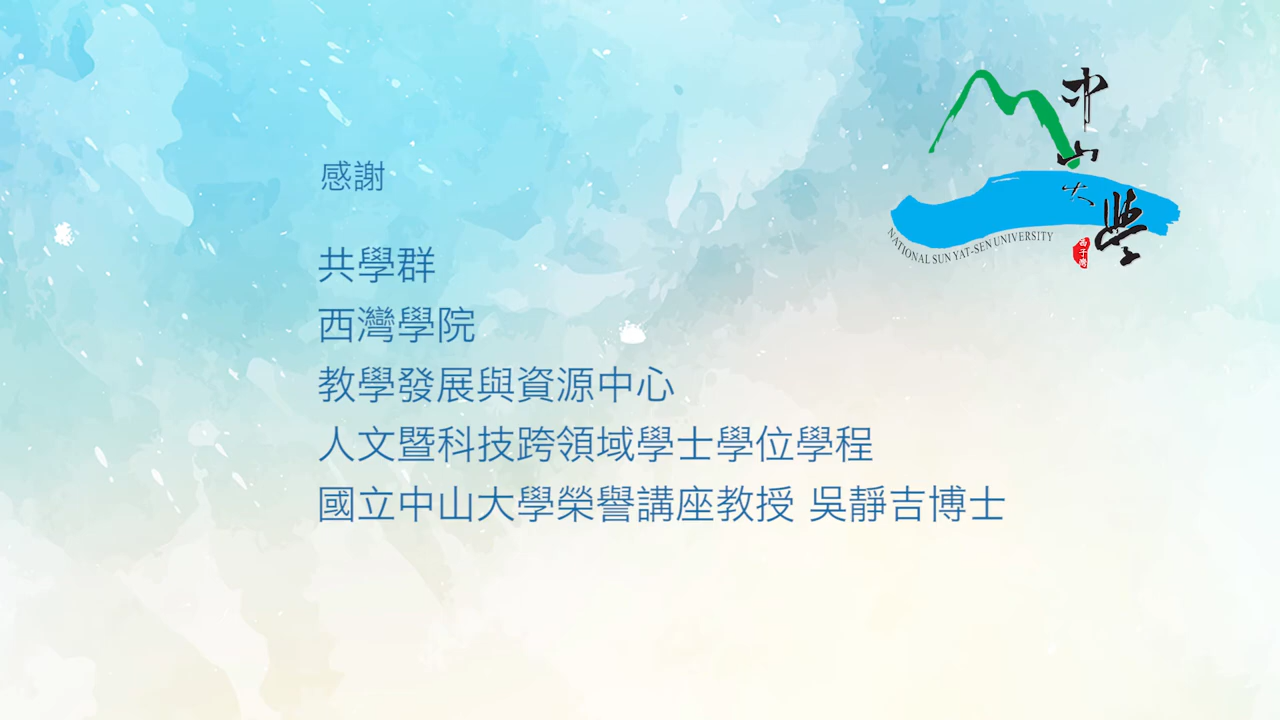 中山大學
NATIONAL SUN YAT-SEN UNIVERSITY
西子灣
感謝
共學群
西灣學院
教學發展與資源中心
人文暨科技跨領域學士學位學程
國立中山大學榮譽講座教授 吳靜吉博士